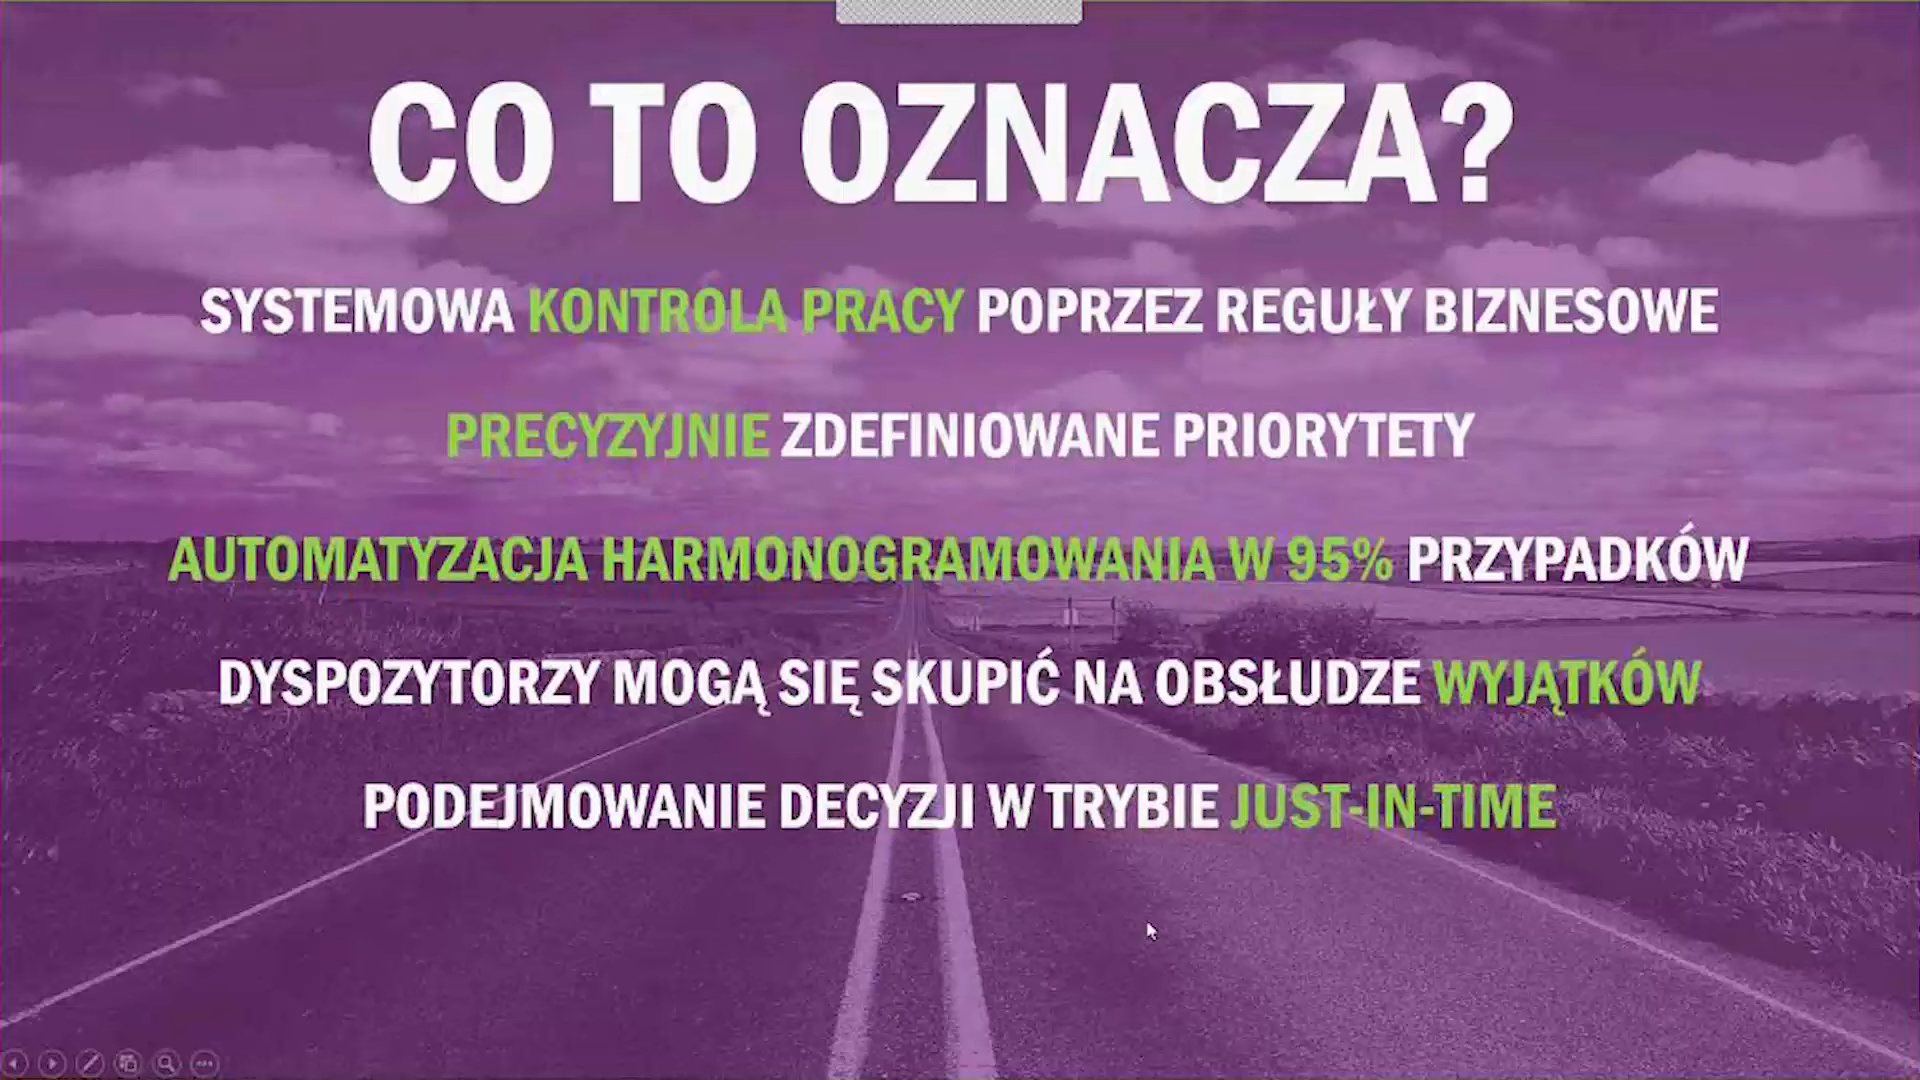 CO TO OZNACZA?
SYSTEMOWA KONTROLA PRACY POPRZEZ REGUŁY BIZNESOWE
PRECYZYJNIE ZDEFINIOWANE PRIORYTETY
AUTOMATYZACJA HARMONOGRAMOWANIA W 95% PRZYPADKÓW
DYSPOZYTORZY MOGĄ SIĘ SKUPIĆ NA OBSŁUDZE WYJĄTKÓW
PODEJMOWANIE DECYZJI W TRYBIE JUST-IN-TIME